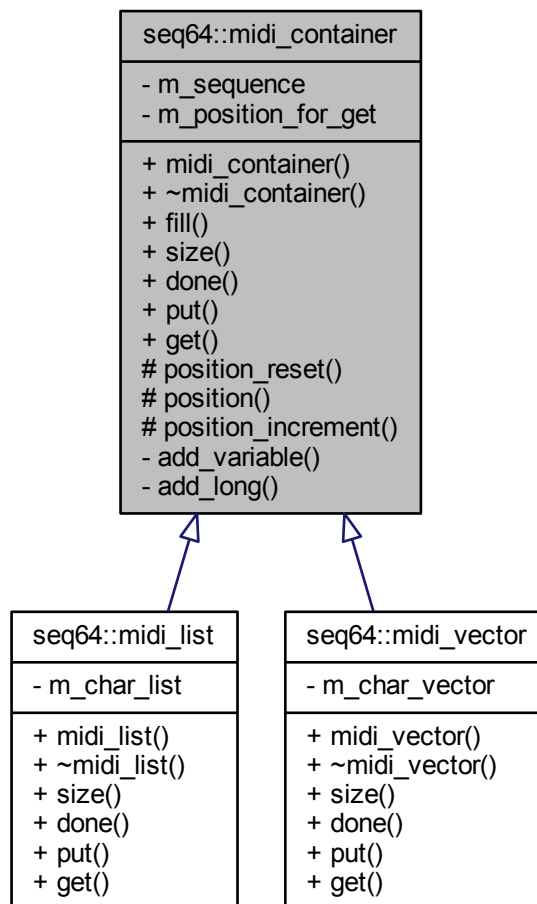 seq64::midi_container
- m_sequence
- m_position_for_get
+ midi_container()
+ ~midi_container()
+ fill()
+ size()
+ done()
+ put()
+ get()
# position_reset()
# position()
# position_increment()
- add_variable()
- add_long()
seq64::midi_list
- m_char_list
+ midi_list()
+ ~midi_list()
+ size()
+ done()
+ put()
+ get()
seq64::midi_vector
- m_char_vector
+ midi_vector()
+ ~midi_vector()
+ size()
+ done()
+ put()
+ get()